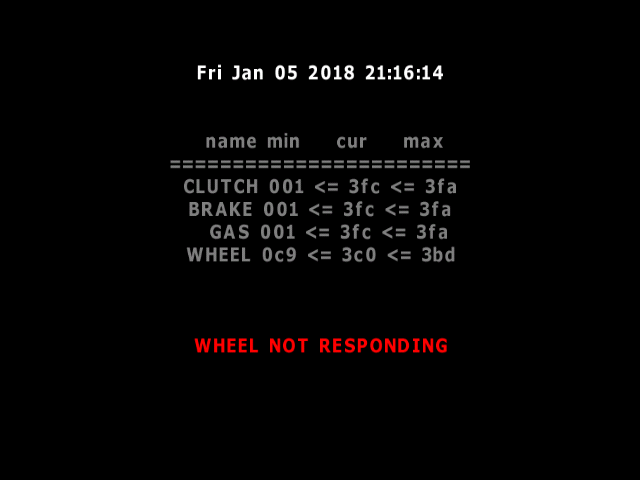 Fri Jan 05 2018 21:16:14
name min cur max
========================
CLUTCH 001 <= 3fc <= 3fa
BRAKE 001 <= 3fc <= 3fa
GAS 001 <= 3fc <= 3fa
WHEEL 0c9 <= 3c0 <= 3bd
WHEEL NOT RESPONDING